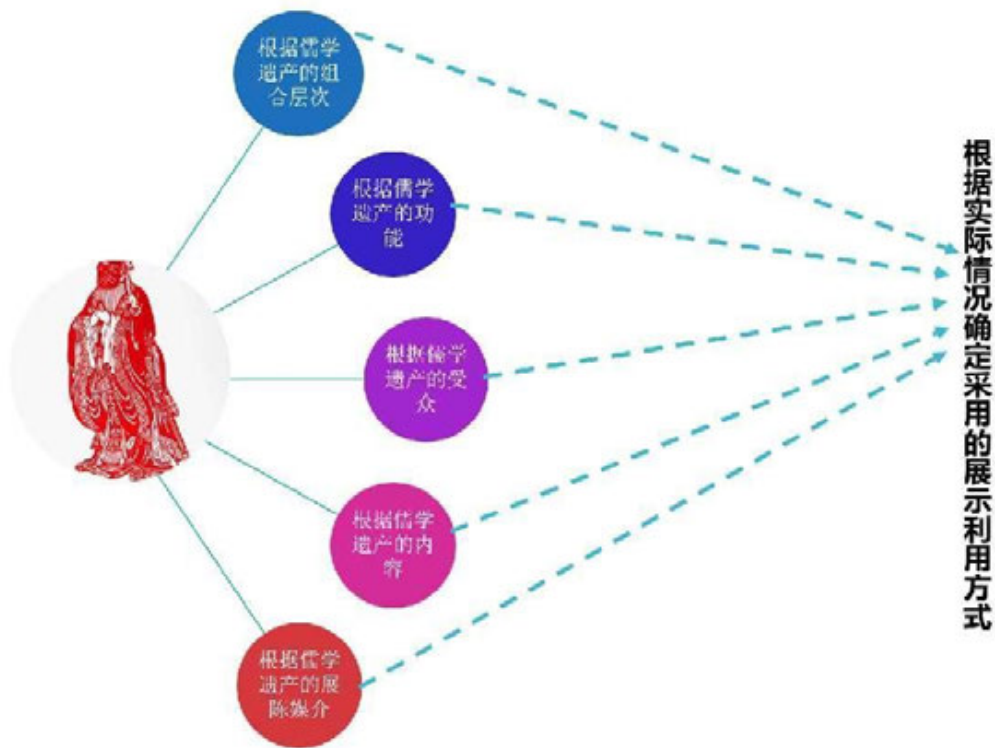 根据儒学
遗产的组
合层次
根据儒学
遗产的功
能
根据儒学
遗产的受
众
根据儒学
遗产的内
容
根据儒学
遗产的展
陈媒介
根据实际情况确定采用的展示利用方式